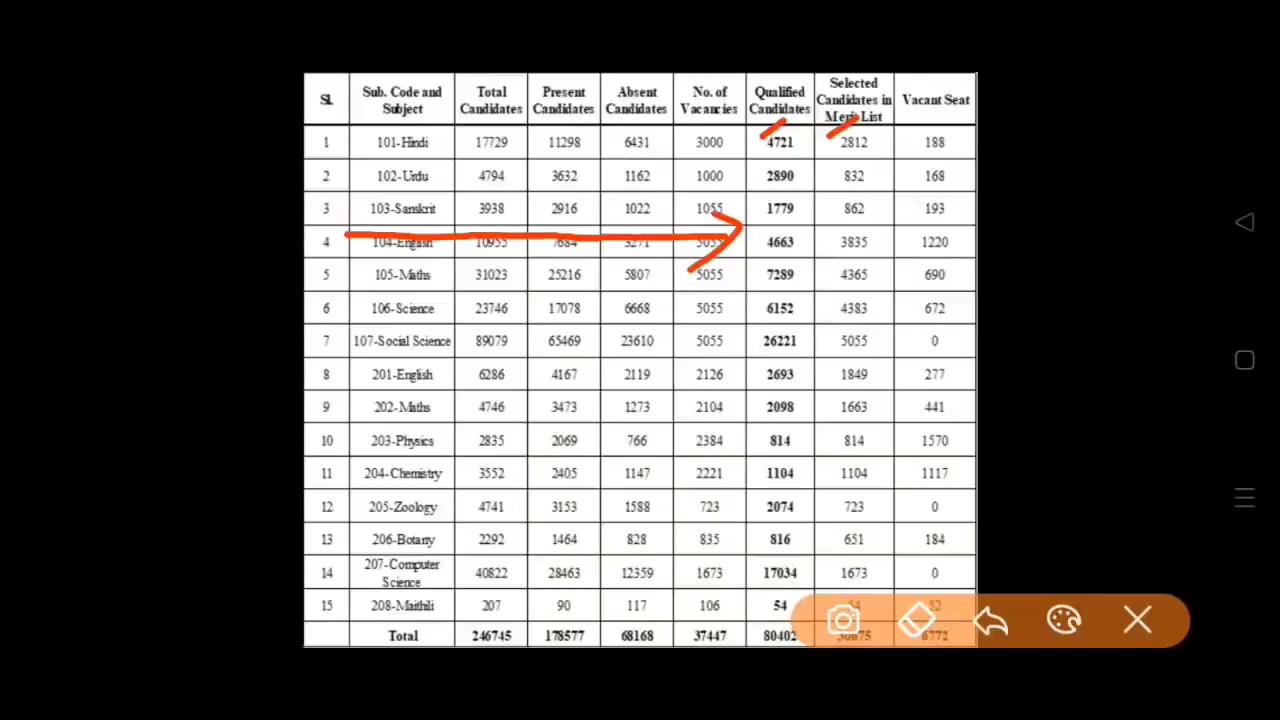 Sl. Sub. Code and Subject Total Candidates Present Candidates Absent Candidates No. of Vacancies Qualified Candidates Selected Candidates in Merit List Vacant Seat
1 101-Hindi 17729 11298 6431 3000 4721 2812 188
2 102-Urdu 4794 3632 1162 1000 2890 832 168
3 103-Sanskrit 3938 2916 1022 1055 1779 862 193
4 104-English 10955 7684 3271 5055 4663 3835 1220
5 105-Maths 31023 25216 5807 5055 7289 4365 690
6 106-Science 23746 17078 6668 5055 6152 4383 672
7 107-Social Science 89079 65469 23610 5055 26221 5055 0
8 201-English 6286 4167 2119 2126 2693 1849 277
9 202-Maths 4746 3473 1273 2104 2098 1663 441
10 203-Physics 2835 2069 766 2384 814 814 1570
11 204-Chemistry 3552 2405 1147 2221 1104 1104 1117
12 205-Zoology 4741 3153 1588 723 2074 723 0
13 206-Botany 2292 1464 828 835 816 651 184
14 207-Computer Science 40822 28463 12359 1673 17034 1673 0
15 208-Maithili 207 90 117 106 54 54 52
Total 246745 178577 68168 37447 80402 30675 6772